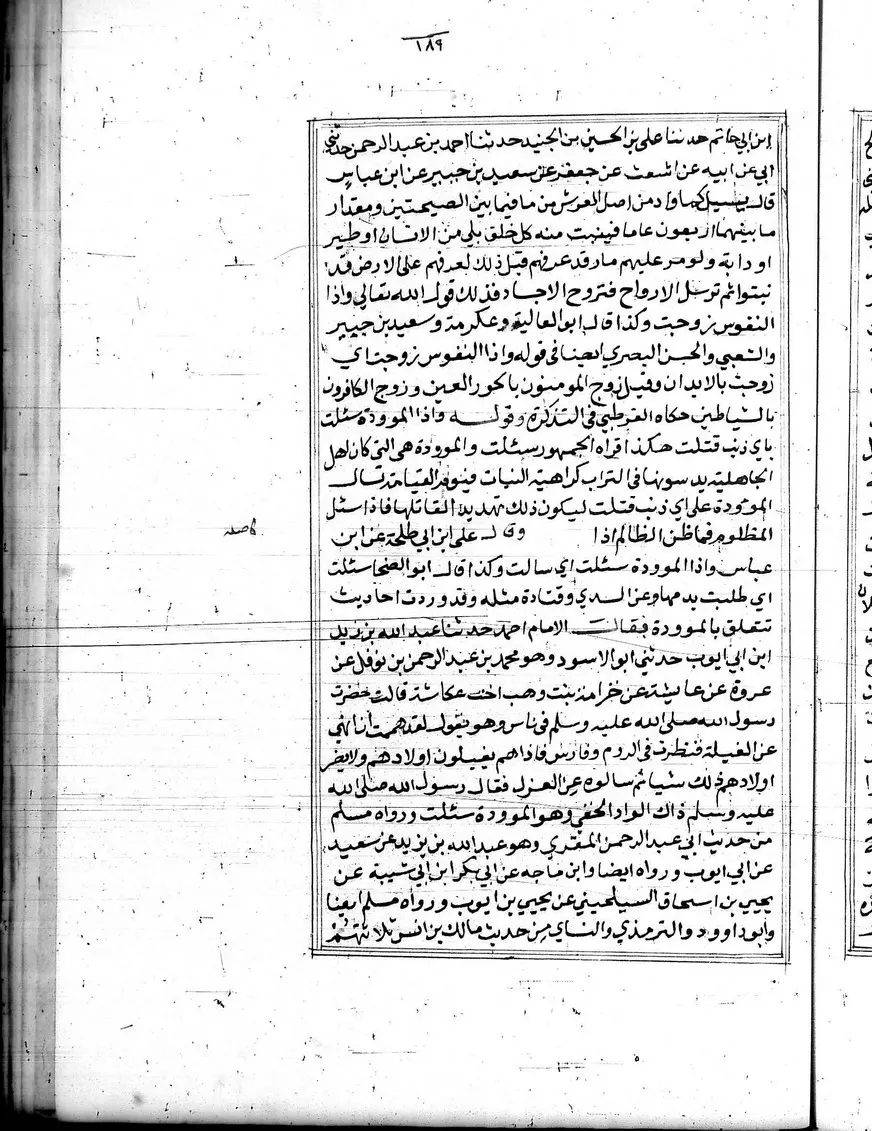 ١٨٩
ابن ابي حاتم حدثنا علي بن الحسين بن الجنيد حدثنا احمد بن عبد الرحمن حدثني
ابي عن ابيه عن اشعث عن جعفر عن سعيد بن جبير عن ابن عباس
قال يسيل واد من اصل العرش من ما فيما بين الصيحتين ومقدار
ما بينهما اربعون عاما فينبت منه كل خلق بلي من الانسان او طير
او دابة ولو مر عليهم مار قد عرفهم قبل ذلك لعرفهم على الارض قد
نبتوا ثم ترسل الارواح فتزوج الاجساد فذلك قول الله تعالي واذا
النفوس زوجت وكذا قال ابو العالية وعكرمة وسعيد بن جبير
والشعبي والحسن البصري ايضا في قوله واذا النفوس زوجت اي
زوجت بالابدان وقيل زوج المومنون بالحور العين وزوج الكافرون
بالشياطين حكاه القرطبي في التذكرة وقوله واذا الموودة سئلت
باي ذنب قتلت هكذا قراه الجمهور سئلت والموودة هي التي كان اهل
الجاهلية يدسونها في التراب كراهية البنات فيوم القيامة تسال
الموودة على اي ذنب قتلت ليكون ذلك تهديدا لقاتلها فاذا سئل
المظلوم فما ظن الظالم اذا وقال علي ابن ابي طلحة عن ابن
عباس واذا الموودة سئلت اي سالت وكذا قال ابو الضحا سئلت
اي طلبت بدمها وعن السدي وقتادة مثله وقد وردت احاديث
تتعلق بالموودة فقال الامام احمد حدثنا عبد الله بن زيد
ابن ابي ايوب حدثني ابو الاسود وهو محمد بن عبد الرحمن بن نوفل عن
عروة عن عايشة عن بنت وهب اخت عكاشة قالت حضرت
رسول الله صلى الله عليه وسلم في ناس وهو يقول لقد هممت ان انهي
عن الغيلة فنظرت في الروم وفارس فاذا هم يغيلون اولادهم ولا يضر
اولادهم ذلك شيا ثم سالوه عن العزل فقال رسول الله صلى الله
عليه وسلم ذاك الواد الخفي وهو الموودة سئلت ورواه مسلم
من حديث ابي عبد الرحمن المقدي وهو عبد الله بن يزيد عن سعيد
عن ابي ايوب ورواه ايضا وابن ماجه عن ابي بكر ابن ابي شيبة عن
يحيي بن اسحاق السيلحيني عن يحيي بن ايوب ورواه مسلم ايضا
وابو داوود والترمذي والنساي من حديث مالك بن انس ثلاثتهم